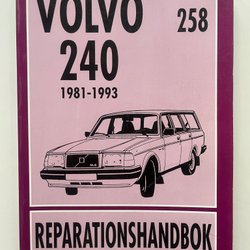 VOLVO 258
240
1981-1993
REPARATIONSHANDBOK